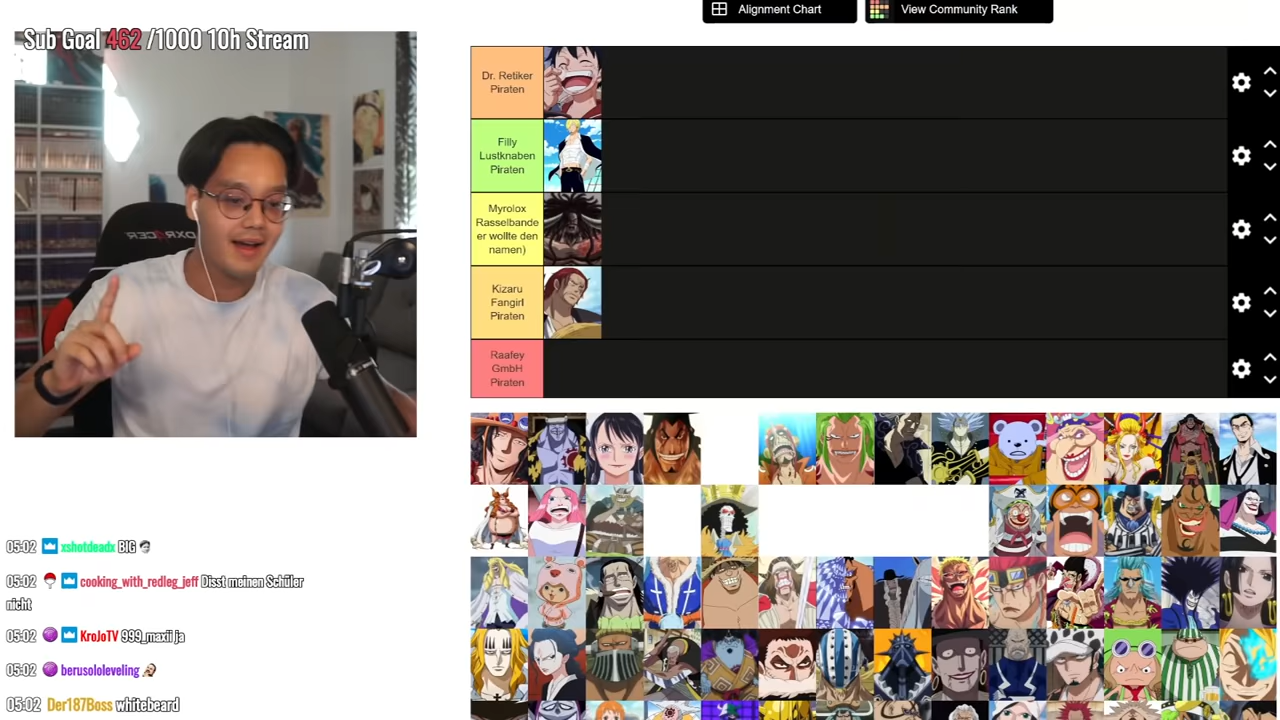 Sub Goal 462 /1000 10h Stream
Alignment Chart
View Community Rank
Dr. Retiker
Piraten
Filly
Lustknaben
Piraten
Myrolox
Rasselbande
er wollte den
namen)
Kizaru
Fangirl
Piraten
Raafey
GmbH
Piraten
05:02 xshotdeadx BIG
05:02 cooking_with_redleg_jeff Disst meinen Schüler
nicht
05:02 KroJoTV 999_maxii ja
05:02 berusololeveling
05:02 Der187Boss whitebeard